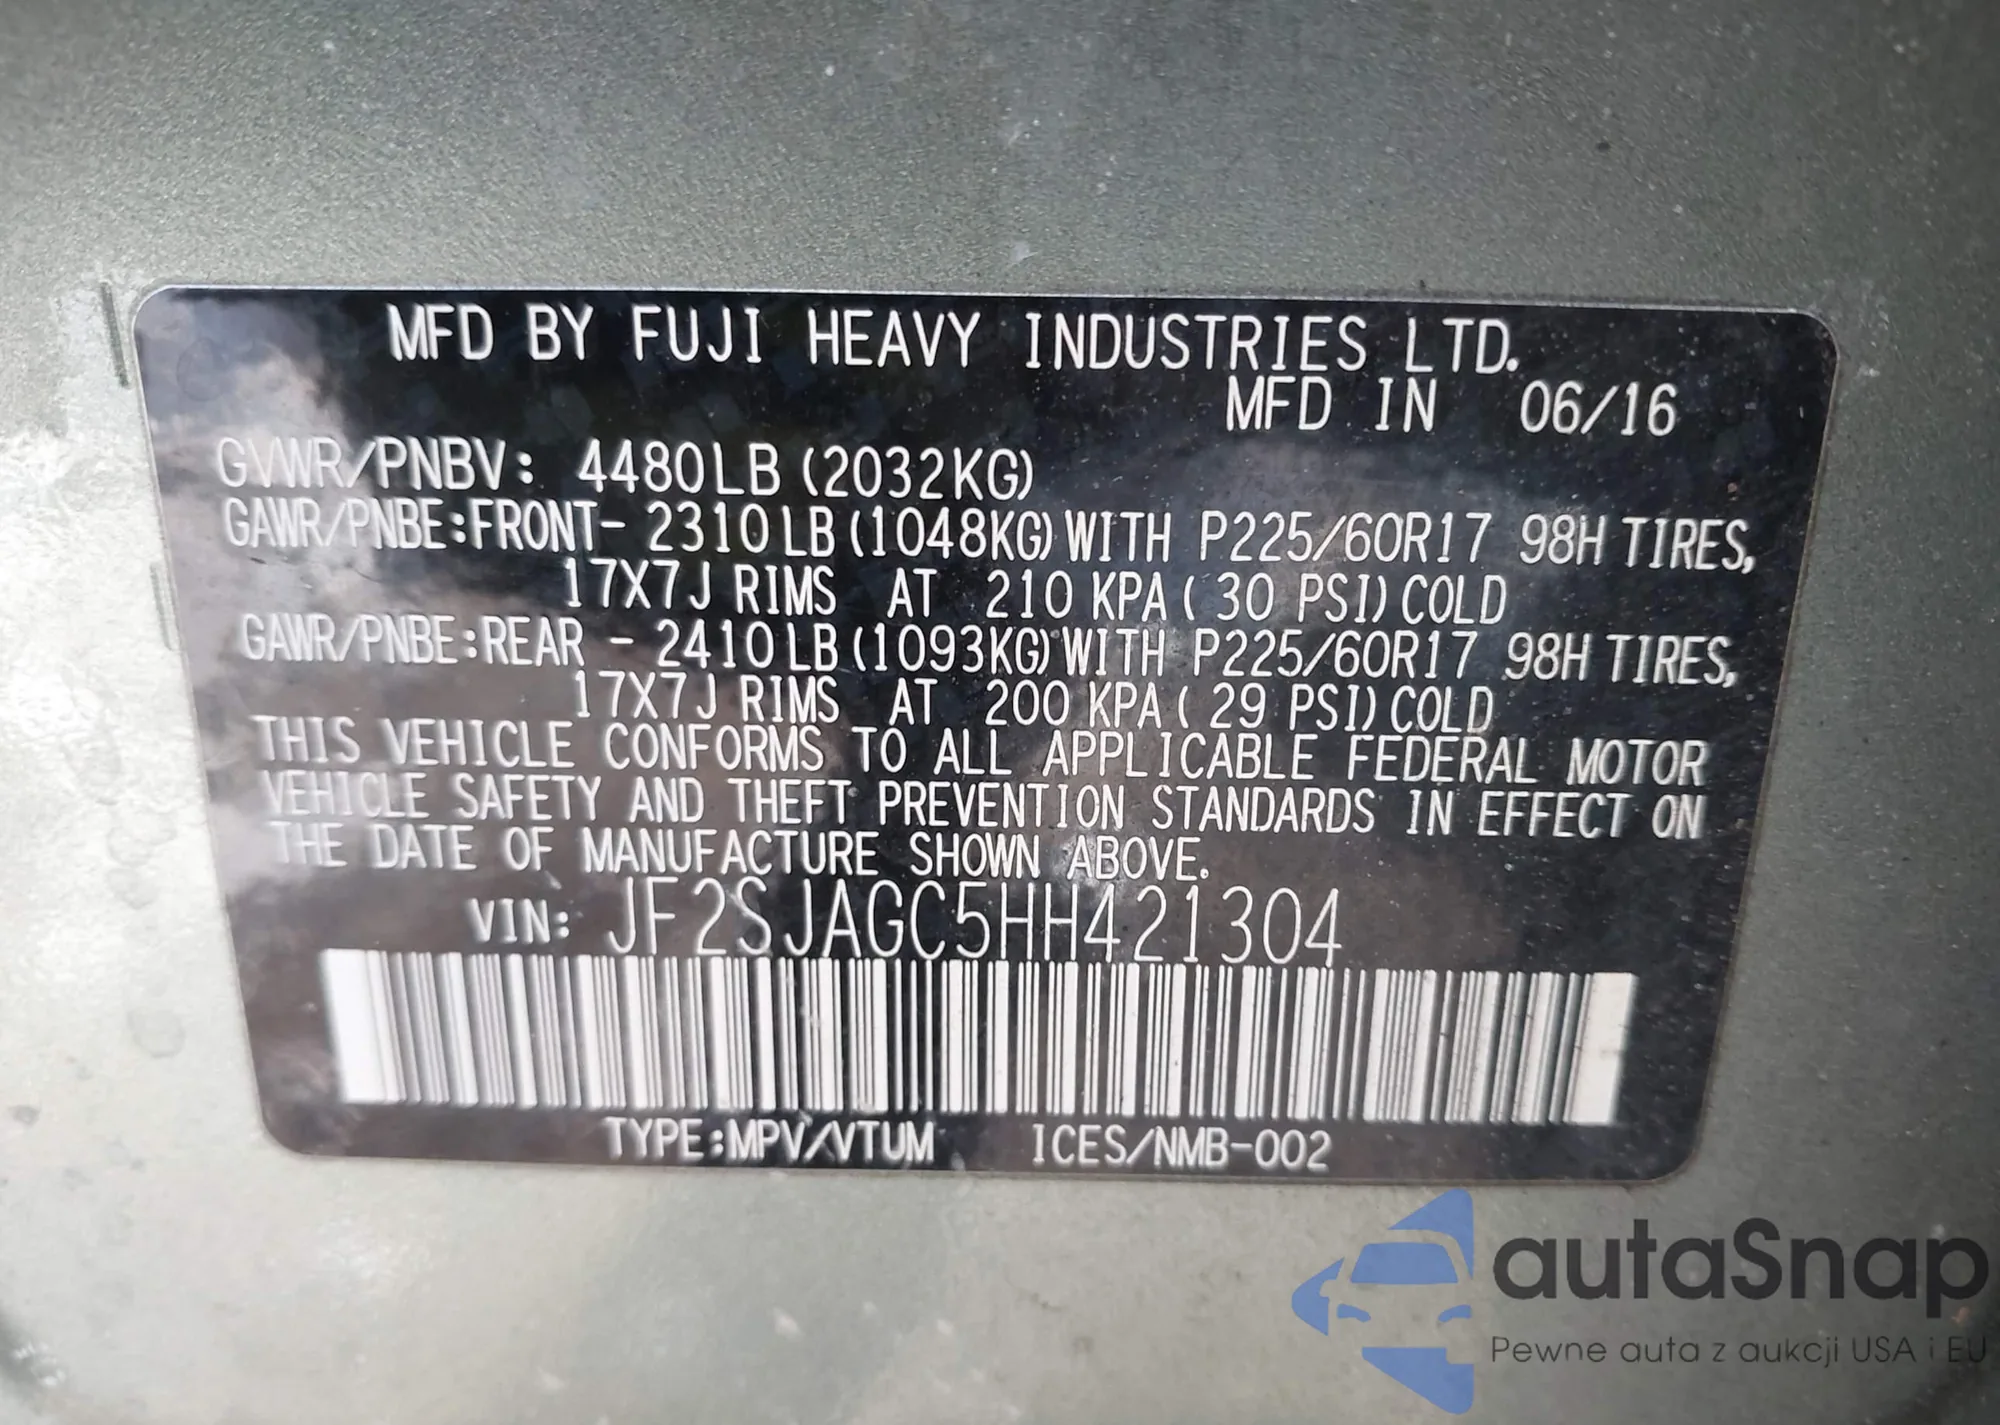 MFD BY FUJI HEAVY INDUSTRIES LTD.
MFD IN 06/16
GVWR/PNBV: 4480LB (2032KG)
GAWR/PNBE:FRONT- 2310LB (1048KG) WITH P225/60R17 98H TIRES,
17X7J RIMS AT 210 KPA ( 30 PSI) COLD
GAWR/PNBE:REAR - 2410LB (1093KG) WITH P225/60R17 98H TIRES,
17X7J RIMS AT 200 KPA ( 29 PSI) COLD
THIS VEHICLE CONFORMS TO ALL APPLICABLE FEDERAL MOTOR
VEHICLE SAFETY AND THEFT PREVENTION STANDARDS IN EFFECT ON
THE DATE OF MANUFACTURE SHOWN ABOVE.
VIN: JF2SJAGC5HH421304
TYPE:MPV/VTUM ICES/NMB-002
autaSnap
Pewne auta z aukcji USA i EU